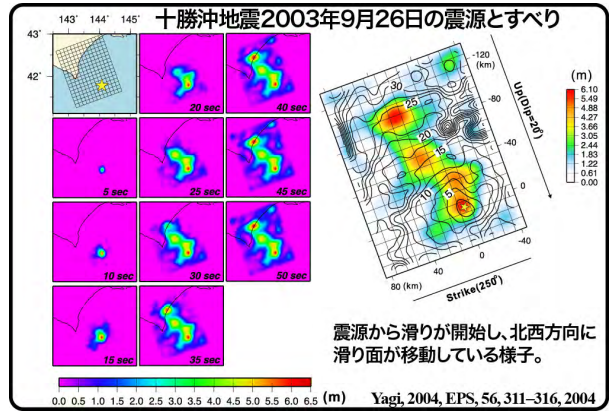 十勝沖地震2003年9月26日の震源とすべり
143° 144° 145°
43°
42°
20 sec
40 sec
5 sec
25 sec
45 sec
10 sec
30 sec
50 sec
15 sec
35 sec
0.0 0.5 1.0 1.5 2.0 2.5 3.0 3.5 4.0 4.5 5.0 5.5 6.0 6.5 (m)
-120
(km)
-80
-40
0
Up(Dip=20°)
30
25
20
15
10
5
80 (km)
40
0
-40
Strike(250°)
(m)
6.10
5.49
4.88
4.27
3.66
3.05
2.44
1.83
1.22
0.61
0.00
震源から滑りが開始し、北西方向に
滑り面が移動している様子。
Yagi, 2004, EPS, 56, 311–316, 2004